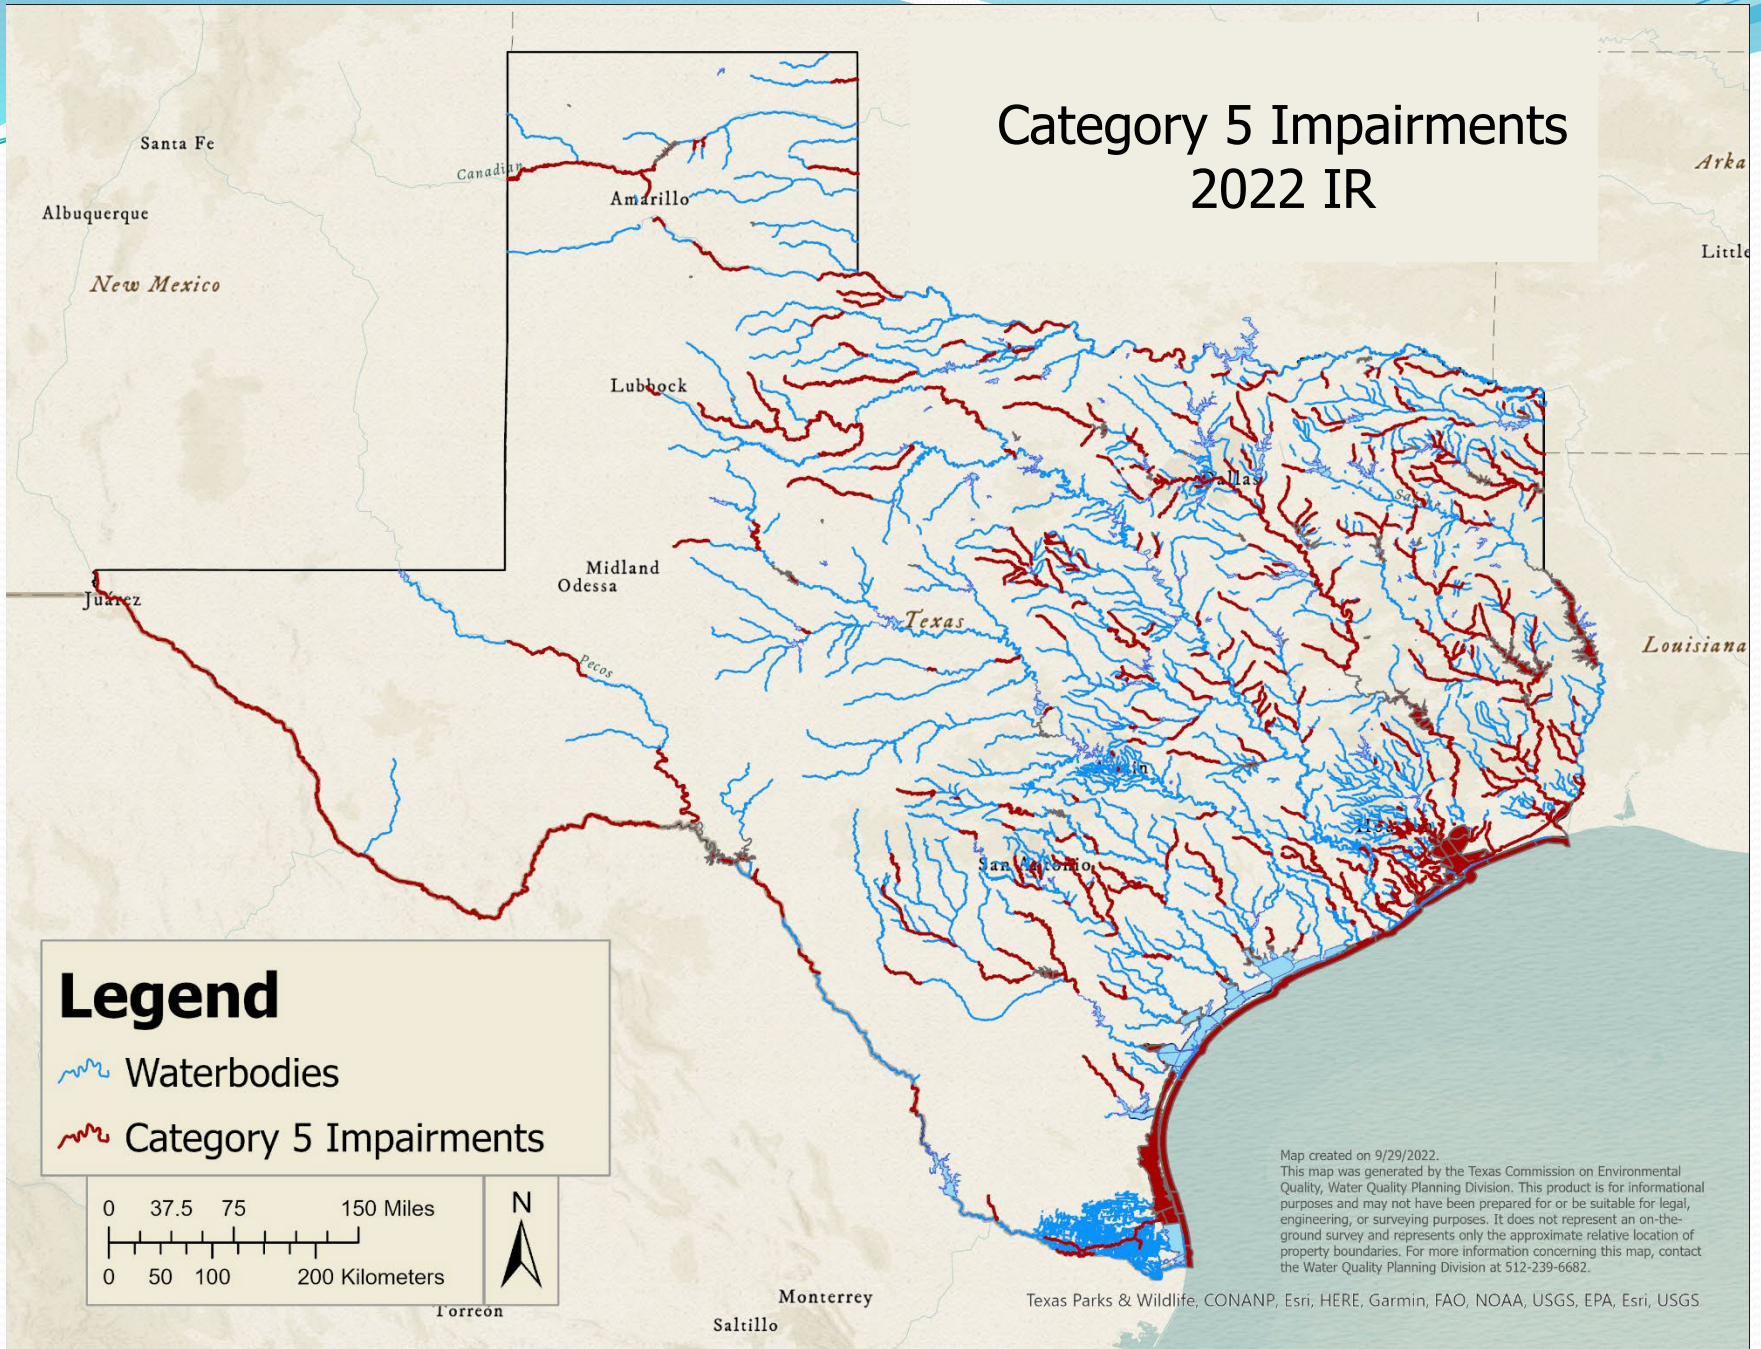 Category 5 Impairments
2022 IR
Santa Fe
Canadian
Arka
Albuquerque
Amarillo
Little
New Mexico
Lubbock
Dallas
Midland
Odessa
Juarez
Texas
Louisiana
Pecos
San Antonio
Legend
Waterbodies
Category 5 Impairments
0 37.5 75 150 Miles
0 50 100 200 Kilometers
N
Torreón
Monterrey
Saltillo
Map created on 9/29/2022.
This map was generated by the Texas Commission on Environmental
Quality, Water Quality Planning Division. This product is for informational
purposes and may not have been prepared for or be suitable for legal,
engineering, or surveying purposes. It does not represent an on-the-
ground survey and represents only the approximate relative location of
property boundaries. For more information concerning this map, contact
the Water Quality Planning Division at 512-239-6682.
Texas Parks & Wildlife, CONANP, Esri, HERE, Garmin, FAO, NOAA, USGS, EPA, Esri, USGS